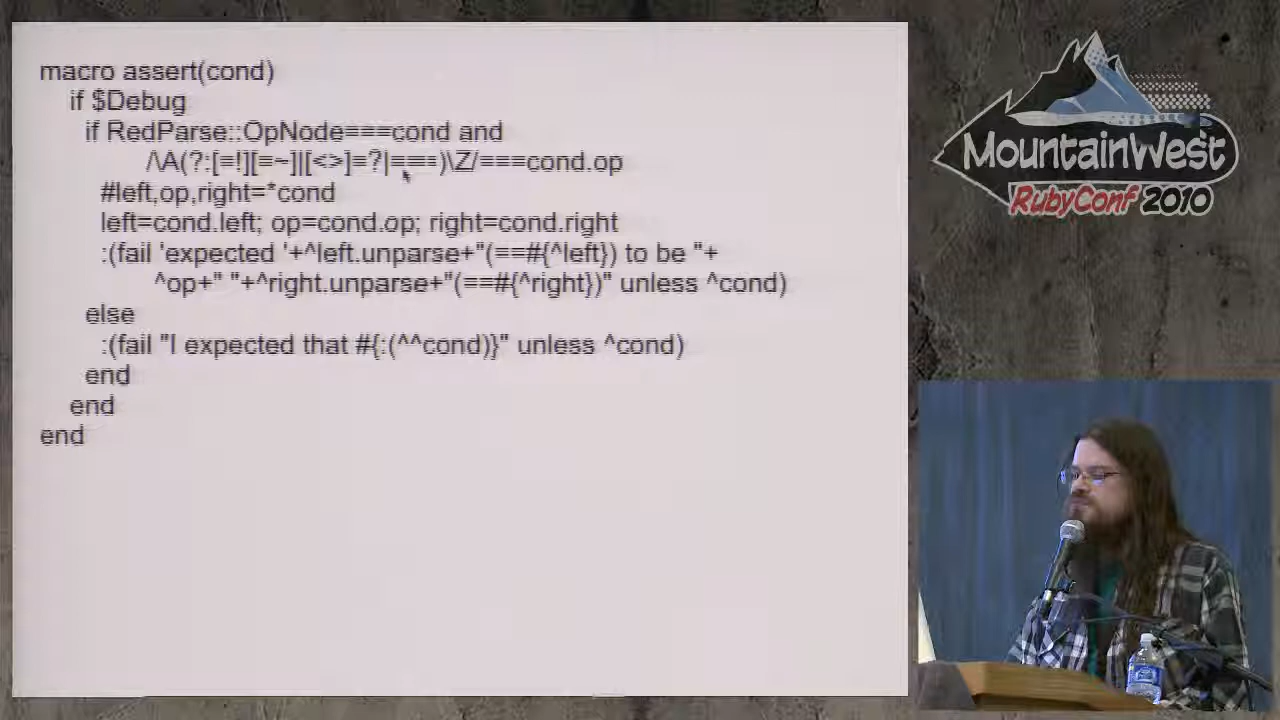 macro assert(cond)
if $Debug
if RedParse::OpNode===cond and
/\A(?:[=!][=~]|[<>]=?|===)\Z/===cond.op
#left,op,right=*cond
left=cond.left; op=cond.op; right=cond.right
:(fail 'expected '+^left.unparse+"(==#{^left}) to be "+
^op+" "+^right.unparse+"(==#{^right})" unless ^cond)
else
:(fail "I expected that #{:(^^cond)}" unless ^cond)
end
end
end
MountainWest
RubyConf 2010